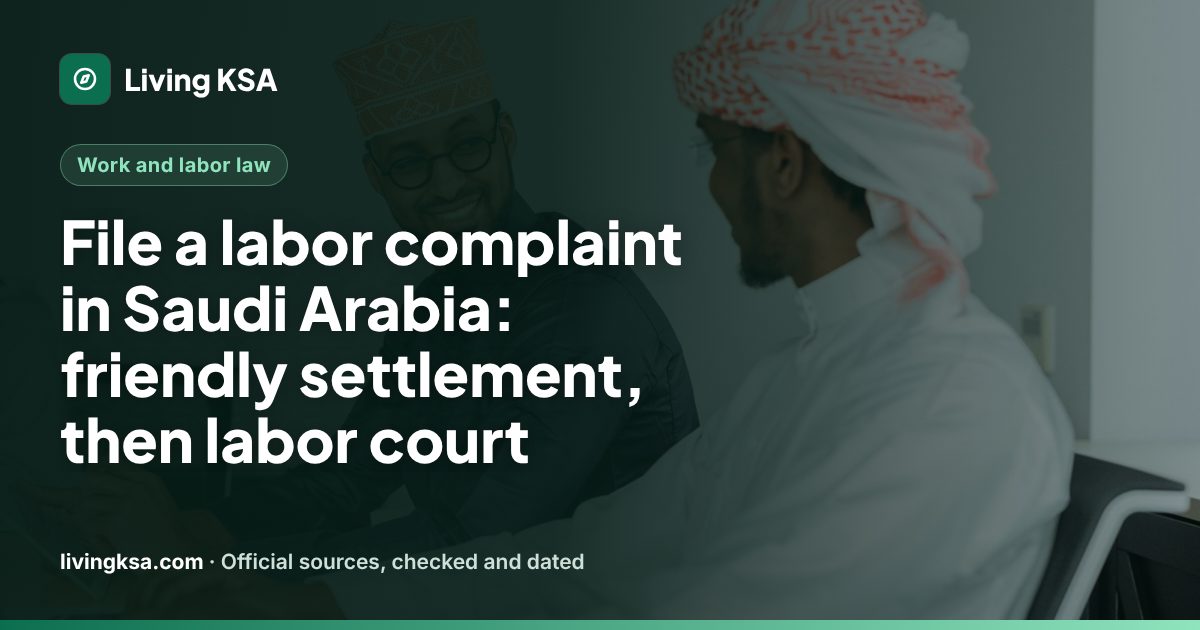 Living KSA
Work and labor law
File a labor complaint
in Saudi Arabia:
friendly settlement,
then labor court
livingksa.com · Official sources, checked and dated